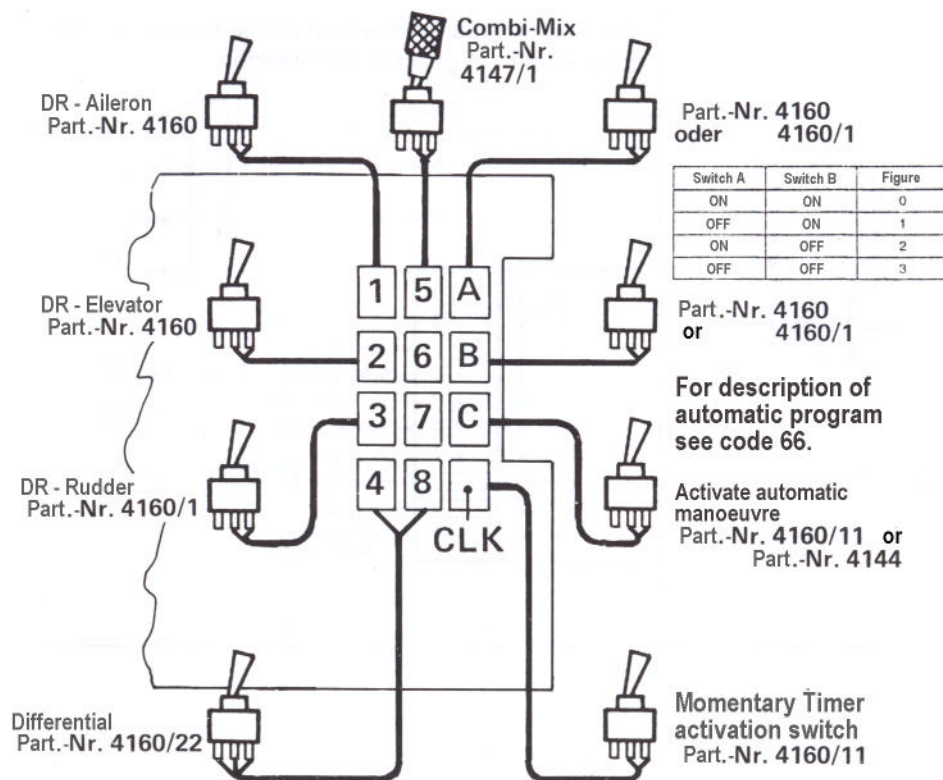 Combi-Mix
Part.-Nr.
4147/1
DR - Aileron
Part.-Nr. 4160
Part.-Nr. 4160
oder 4160/1
Switch A Switch B Figure
ON ON 0
OFF ON 1
ON OFF 2
OFF OFF 3
DR - Elevator
Part.-Nr. 4160
1 5 A
2 6 B
3 7 C
4 8
CLK
Part.-Nr. 4160
or 4160/1
For description of
automatic program
see code 66.
DR - Rudder
Part.-Nr. 4160/1
Activate automatic
manoeuvre
Part.-Nr. 4160/11 or
Part.-Nr. 4144
Differential
Part.-Nr. 4160/22
Momentary Timer
activation switch
Part.-Nr. 4160/11